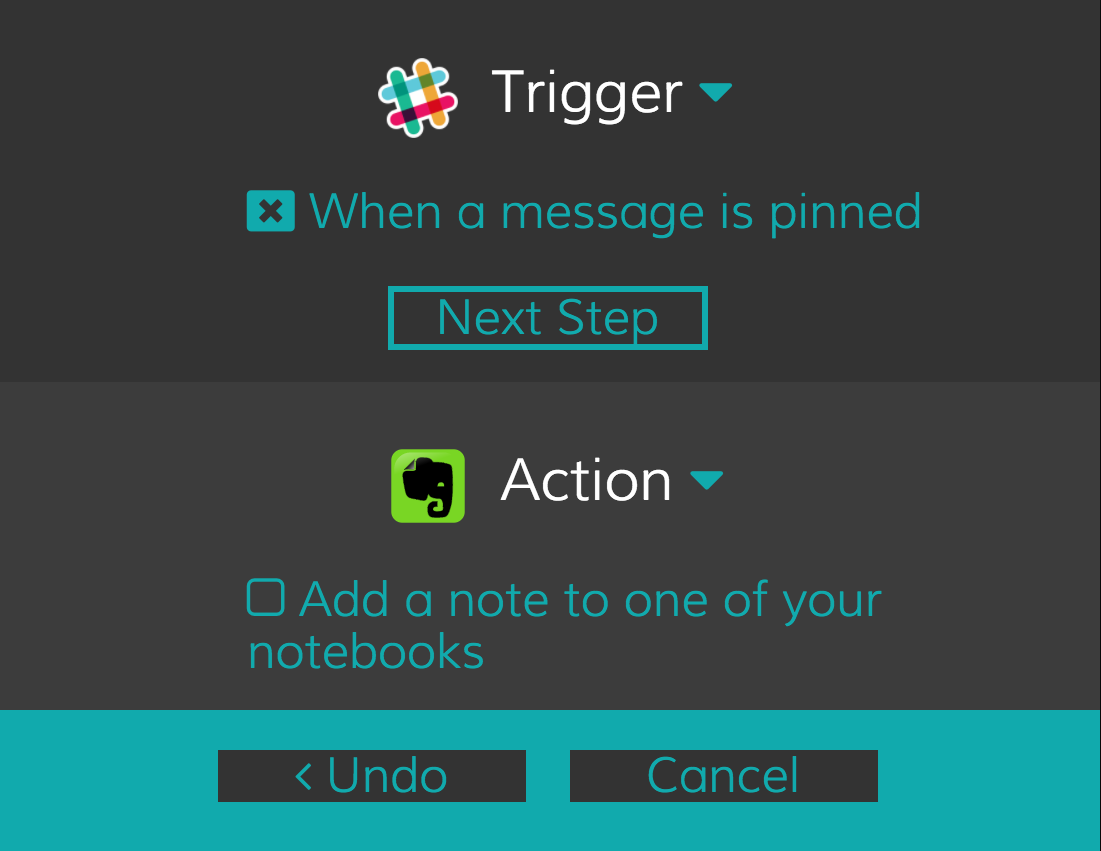 Trigger
When a message is pinned
Next Step
Action
Add a note to one of your
notebooks
< Undo
Cancel